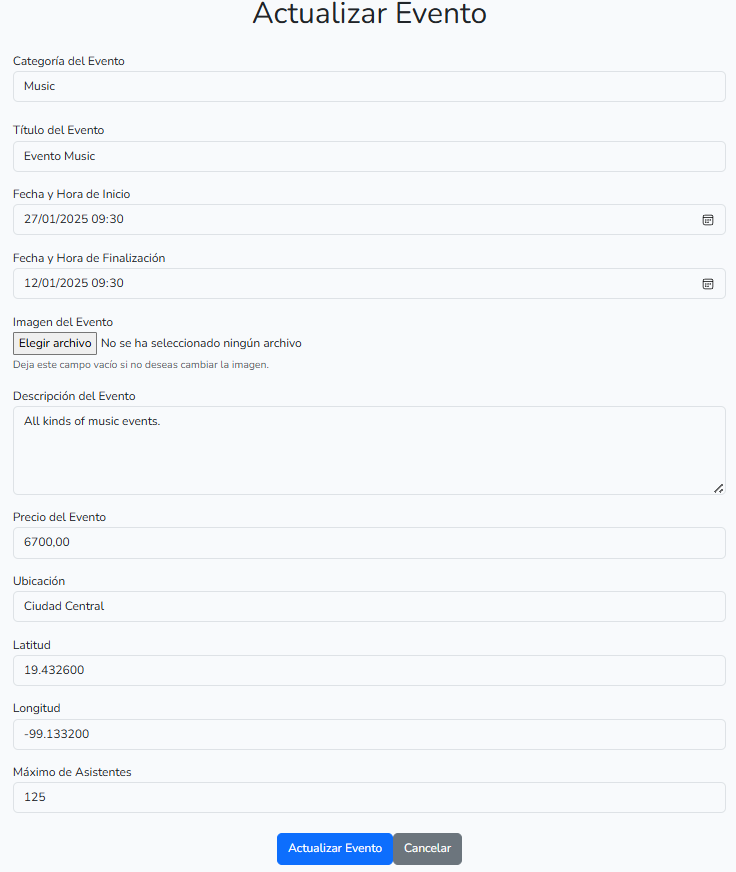 Actualizar Evento
Categoría del Evento
Music
Título del Evento
Evento Music
Fecha y Hora de Inicio
27/01/2025 09:30
Fecha y Hora de Finalización
12/01/2025 09:30
Imagen del Evento
Elegir archivo No se ha seleccionado ningún archivo
Deja este campo vacío si no deseas cambiar la imagen.
Descripción del Evento
All kinds of music events.
Precio del Evento
6700,00
Ubicación
Ciudad Central
Latitud
19.432600
Longitud
-99.133200
Máximo de Asistentes
125
Actualizar Evento Cancelar